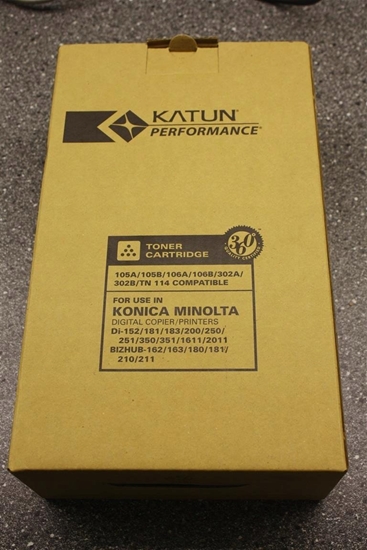 KATUN
PERFORMANCE®
TONER
CARTRIDGE
360°
105A/105B/106A/106B/302A/
302B/TN 114 COMPATIBLE
FOR USE IN
KONICA MINOLTA
DIGITAL COPIER/PRINTERS
Di-152/181/183/200/250/
251/350/351/1611/2011
BIZHUB-162/163/180/181/
210/211